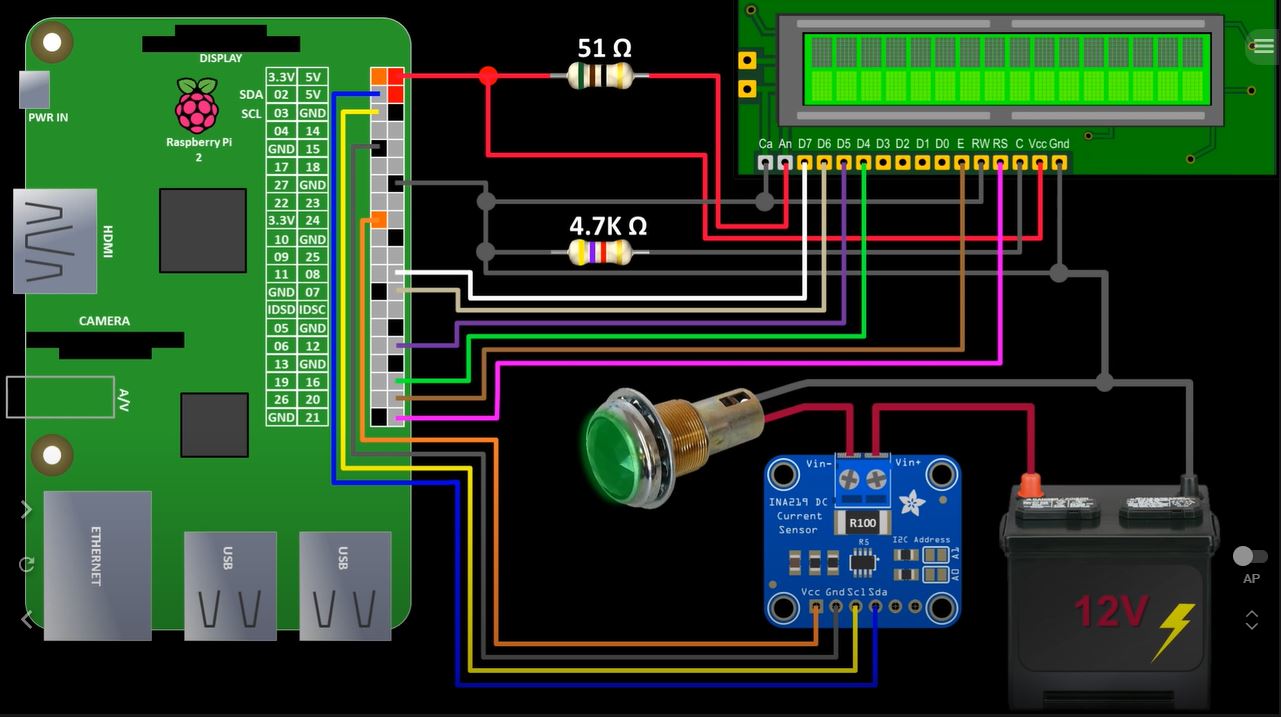 DISPLAY
51 Ω
3.3V 5V
SDA 02 5V
SCL 03 GND
PWR IN
04 14
Raspberry Pi
2
GND 15
17 18
27 GND
22 23
3.3V 24
10 GND
09 25
11 08
GND 07
IDSD IDSC
05 GND
06 12
13 GND
19 16
26 20
GND 21
HDMI
CAMERA
A/V
ETHERNET
USB
USB
Ca An D7 D6 D5 D4 D3 D2 D1 D0 E RW RS C Vcc Gnd
4.7K Ω
Vin- Vin+
INA219 DC
Current
Sensor
R100
R5
I2C Address
A1
A0
Vcc Gnd Scl Sda
12V
AP